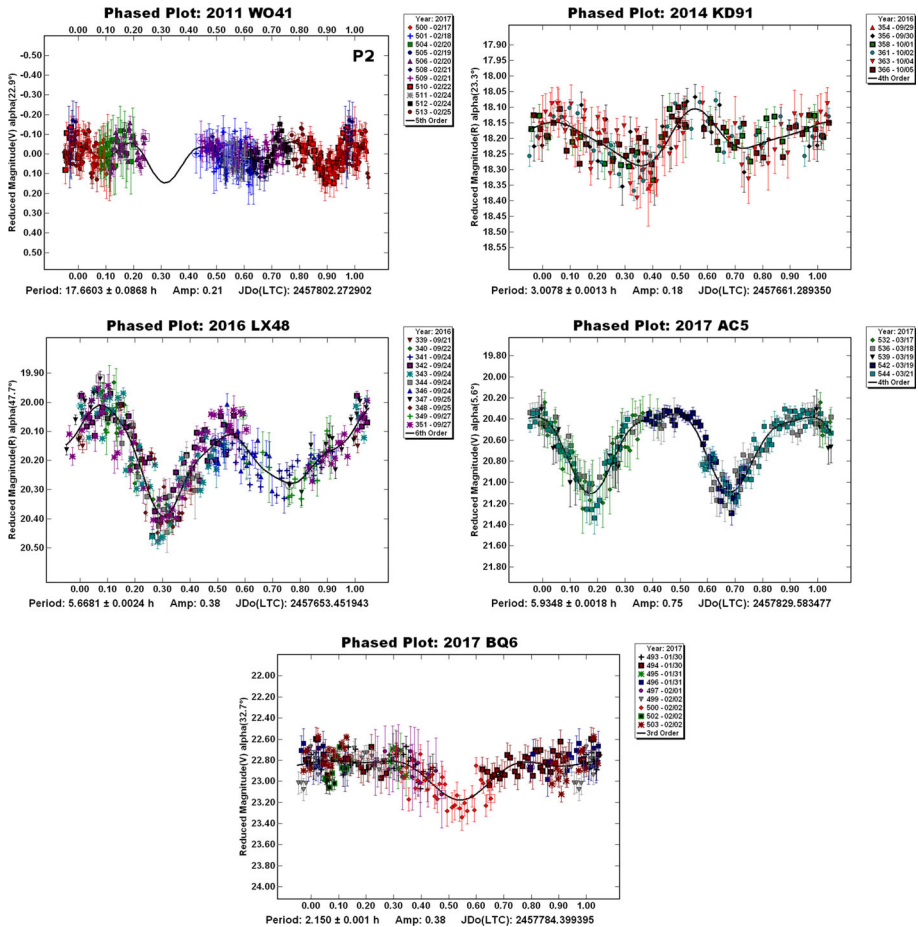 Phased Plot: 2011 WO41
0.00 0.10 0.20 0.30 0.40 0.50 0.60 0.70 0.80 0.90 1.00
P2
-0.50
-0.40
-0.30
-0.20
-0.10
0.00
0.10
0.20
0.30
0.40
0.50
Reduced Magnitude(V) alpha(22.9°)
0.00 0.10 0.20 0.30 0.40 0.50 0.60 0.70 0.80 0.90 1.00
Period: 17.6603 ± 0.0868 h Amp: 0.21 JDo(LTC): 2457802.272902
Year: 2017
500 - 02/17
501 - 02/18
504 - 02/20
505 - 02/19
506 - 02/20
508 - 02/21
509 - 02/21
510 - 02/22
511 - 02/24
512 - 02/24
513 - 02/25
5th Order
Phased Plot: 2014 KD91
17.90
17.95
18.00
18.05
18.10
18.15
18.20
18.25
18.30
18.35
18.40
18.45
18.50
18.55
Reduced Magnitude(R) alpha(23.3°)
0.00 0.10 0.20 0.30 0.40 0.50 0.60 0.70 0.80 0.90 1.00
Period: 3.0078 ± 0.0013 h Amp: 0.18 JDo(LTC): 2457661.289350
Year: 2016
354 - 09/29
356 - 09/30
358 - 10/01
361 - 10/02
363 - 10/04
366 - 10/05
4th Order
Phased Plot: 2016 LX48
19.90
20.00
20.10
20.20
20.30
20.40
20.50
Reduced Magnitude(R) alpha(47.7°)
0.00 0.10 0.20 0.30 0.40 0.50 0.60 0.70 0.80 0.90 1.00
Period: 5.6681 ± 0.0024 h Amp: 0.38 JDo(LTC): 2457653.451943
Year: 2016
339 - 09/21
340 - 09/22
341 - 09/24
342 - 09/24
343 - 09/24
344 - 09/24
346 - 09/24
347 - 09/25
348 - 09/25
349 - 09/27
351 - 09/27
6th Order
Phased Plot: 2017 AC5
19.80
20.00
20.20
20.40
20.60
20.80
21.00
21.20
21.40
21.60
21.80
Reduced Magnitude(V) alpha(5.6°)
0.00 0.10 0.20 0.30 0.40 0.50 0.60 0.70 0.80 0.90 1.00
Period: 5.9348 ± 0.0018 h Amp: 0.75 JDo(LTC): 2457829.583477
Year: 2017
532 - 03/17
536 - 03/18
539 - 03/19
542 - 03/19
544 - 03/21
4th Order
Phased Plot: 2017 BQ6
22.00
22.20
22.40
22.60
22.80
23.00
23.20
23.40
23.60
23.80
24.00
Reduced Magnitude(V) alpha(32.7°)
0.00 0.10 0.20 0.30 0.40 0.50 0.60 0.70 0.80 0.90 1.00
Period: 2.150 ± 0.001 h Amp: 0.38 JDo(LTC): 2457784.399395
Year: 2017
493 - 01/30
494 - 01/30
495 - 01/31
496 - 01/31
497 - 02/01
499 - 02/02
500 - 02/02
502 - 02/02
503 - 02/02
3rd Order